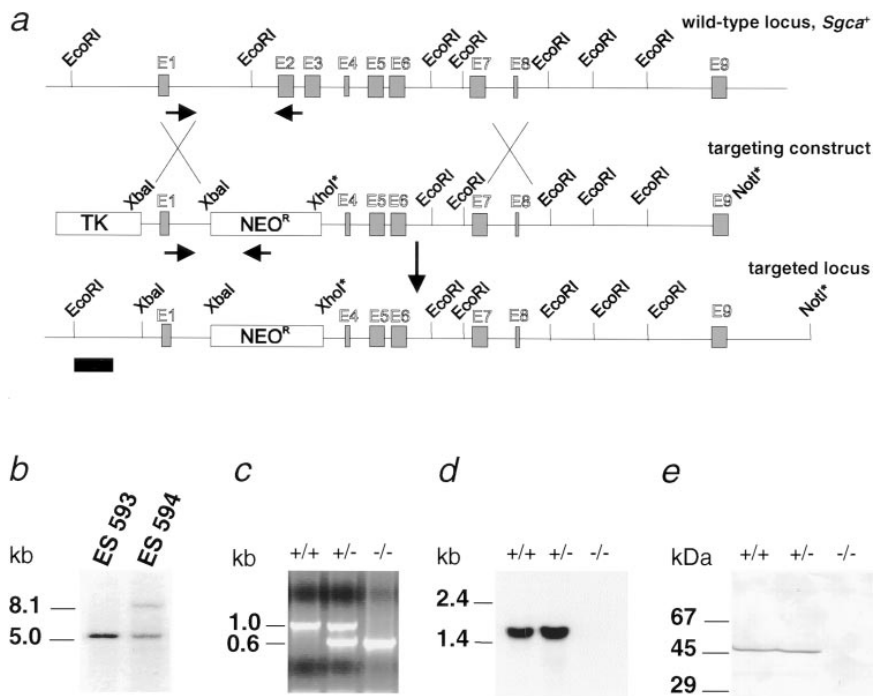 a
wild-type locus, Sgca+
EcoRI E1 EcoRI E2 E3 E4 E5 E6 EcoRI EcoRI E7 E8 EcoRI EcoRI EcoRI E9
targeting construct
TK XbaI E1 XbaI NEOR XhoI* E4 E5 E6 EcoRI EcoRI E7 E8 EcoRI EcoRI EcoRI E9 NotI*
targeted locus
EcoRI XbaI E1 XbaI NEOR XhoI* E4 E5 E6 EcoRI EcoRI E7 E8 EcoRI EcoRI EcoRI E9 NotI*
b
kb ES 593 ES 594
8.1
5.0
c
kb +/+ +/- -/-
1.0
0.6
d
kb +/+ +/- -/-
2.4
1.4
e
kDa +/+ +/- -/-
67
45
29